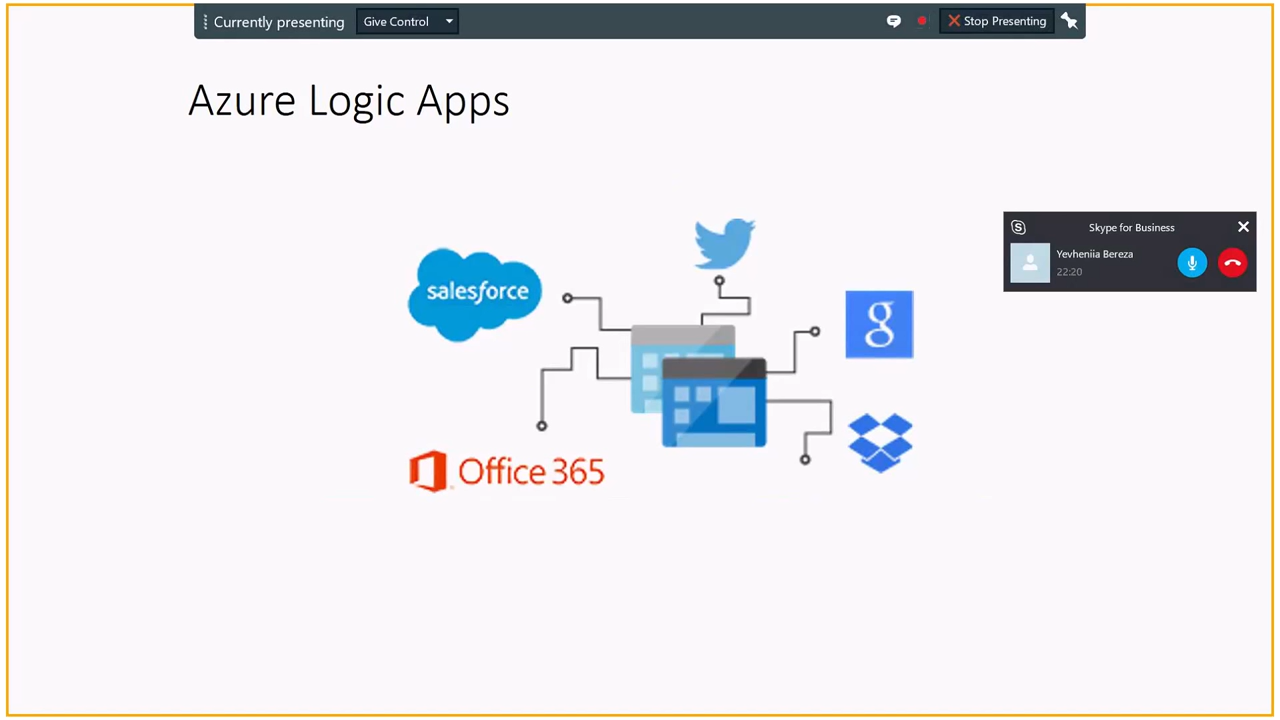 Currently presenting
Give Control
Stop Presenting
Azure Logic Apps
Skype for Business
Yevheniia Bereza
22:20
salesforce
g
Office 365